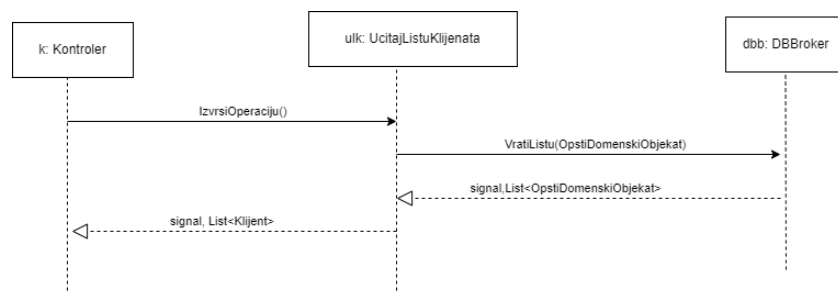 k: Kontroler
ulk: UcitajListuKlijenata
dbb: DBBroker
IzvrsiOperaciju()
VratiListu(OpstiDomenskiObjekat)
signal,List<OpstiDomenskiObjekat>
signal, List<Klijent>